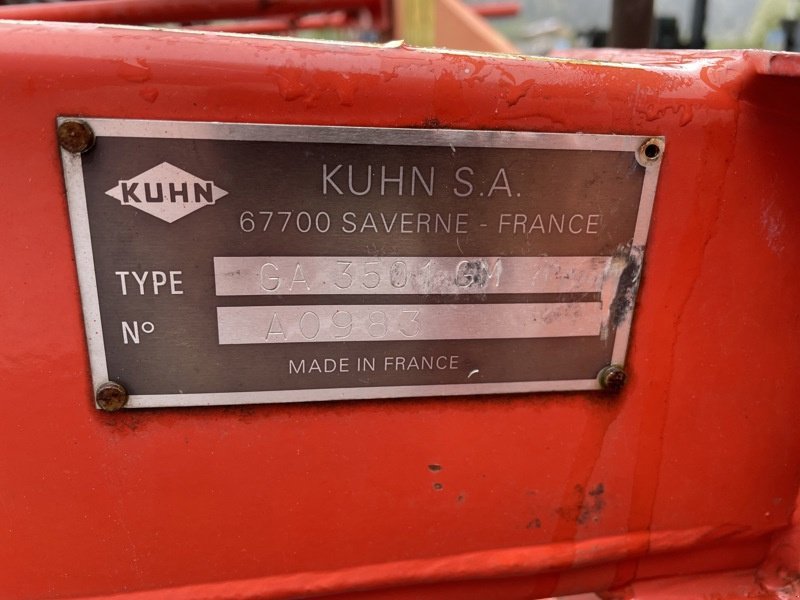 KUHN
KUHN S.A.
67700 SAVERNE - FRANCE
TYPE GA 3501 GM
N° A0983
MADE IN FRANCE